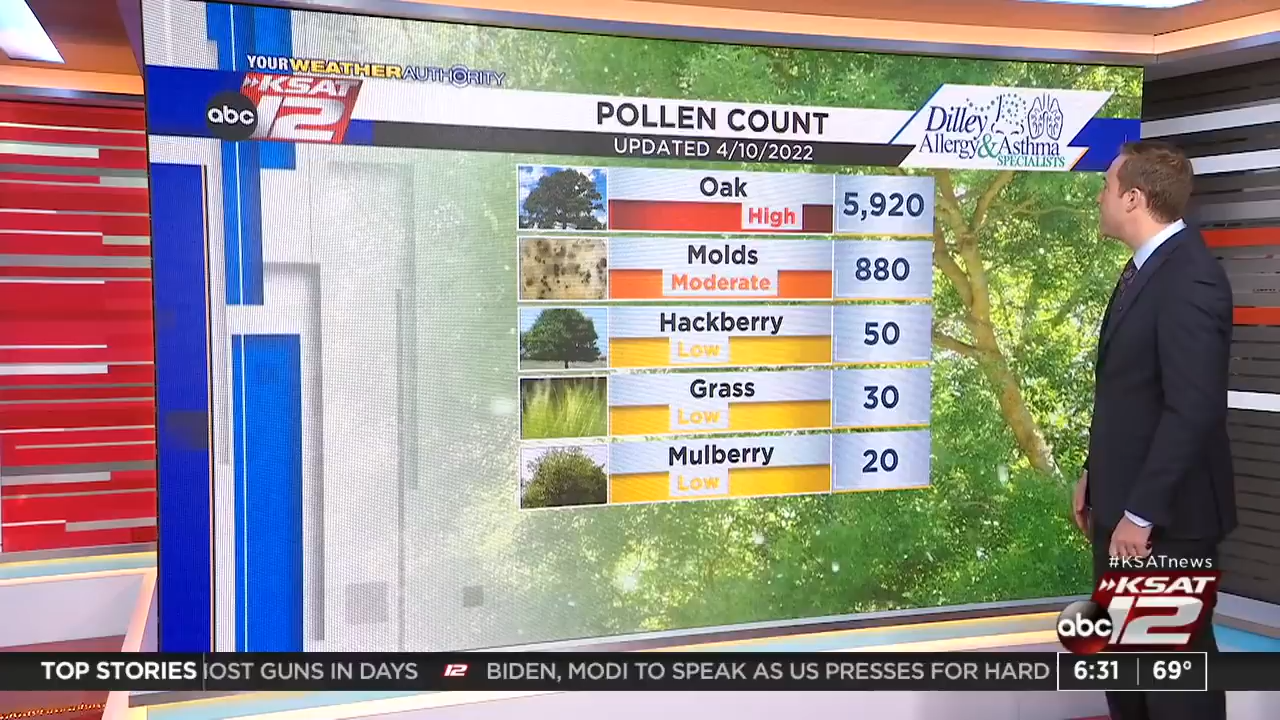 YOUR WEATHER AUTHORITY
KSAT
abc 12
POLLEN COUNT
UPDATED 4/10/2022
Dilley
Allergy & Asthma
SPECIALISTS
Oak
High
5,920
Molds
Moderate
880
Hackberry
Low
50
Grass
Low
30
Mulberry
Low
20
#KSATnews
KSAT
abc 12
TOP STORIES IOST GUNS IN DAYS 12 BIDEN, MODI TO SPEAK AS US PRESSES FOR HARD 6:31 69°